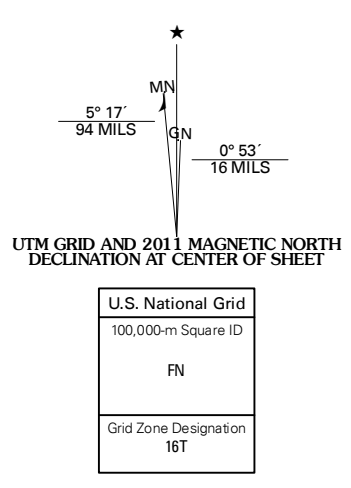 ★
MN
5° 17´
94 MILS
GN
0° 53´
16 MILS
UTM GRID AND 2011 MAGNETIC NORTH
DECLINATION AT CENTER OF SHEET
U.S. National Grid
100,000-m Square ID
FN
Grid Zone Designation
16T